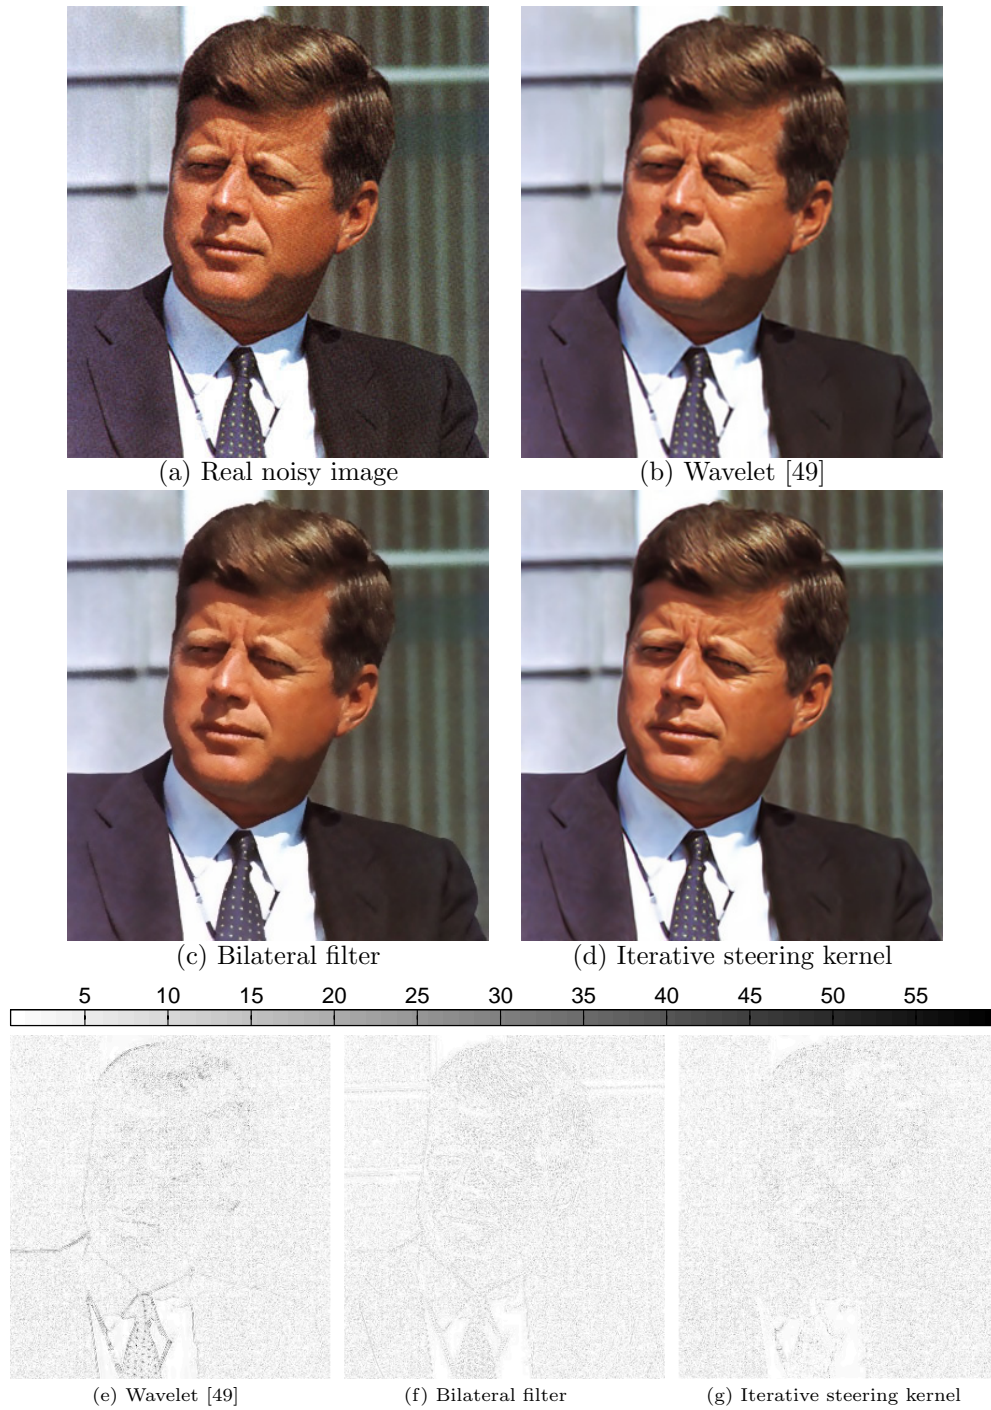 (a) Real noisy image
(b) Wavelet [49]
(c) Bilateral filter
(d) Iterative steering kernel
5 10 15 20 25 30 35 40 45 50 55
(e) Wavelet [49]
(f) Bilateral filter
(g) Iterative steering kernel